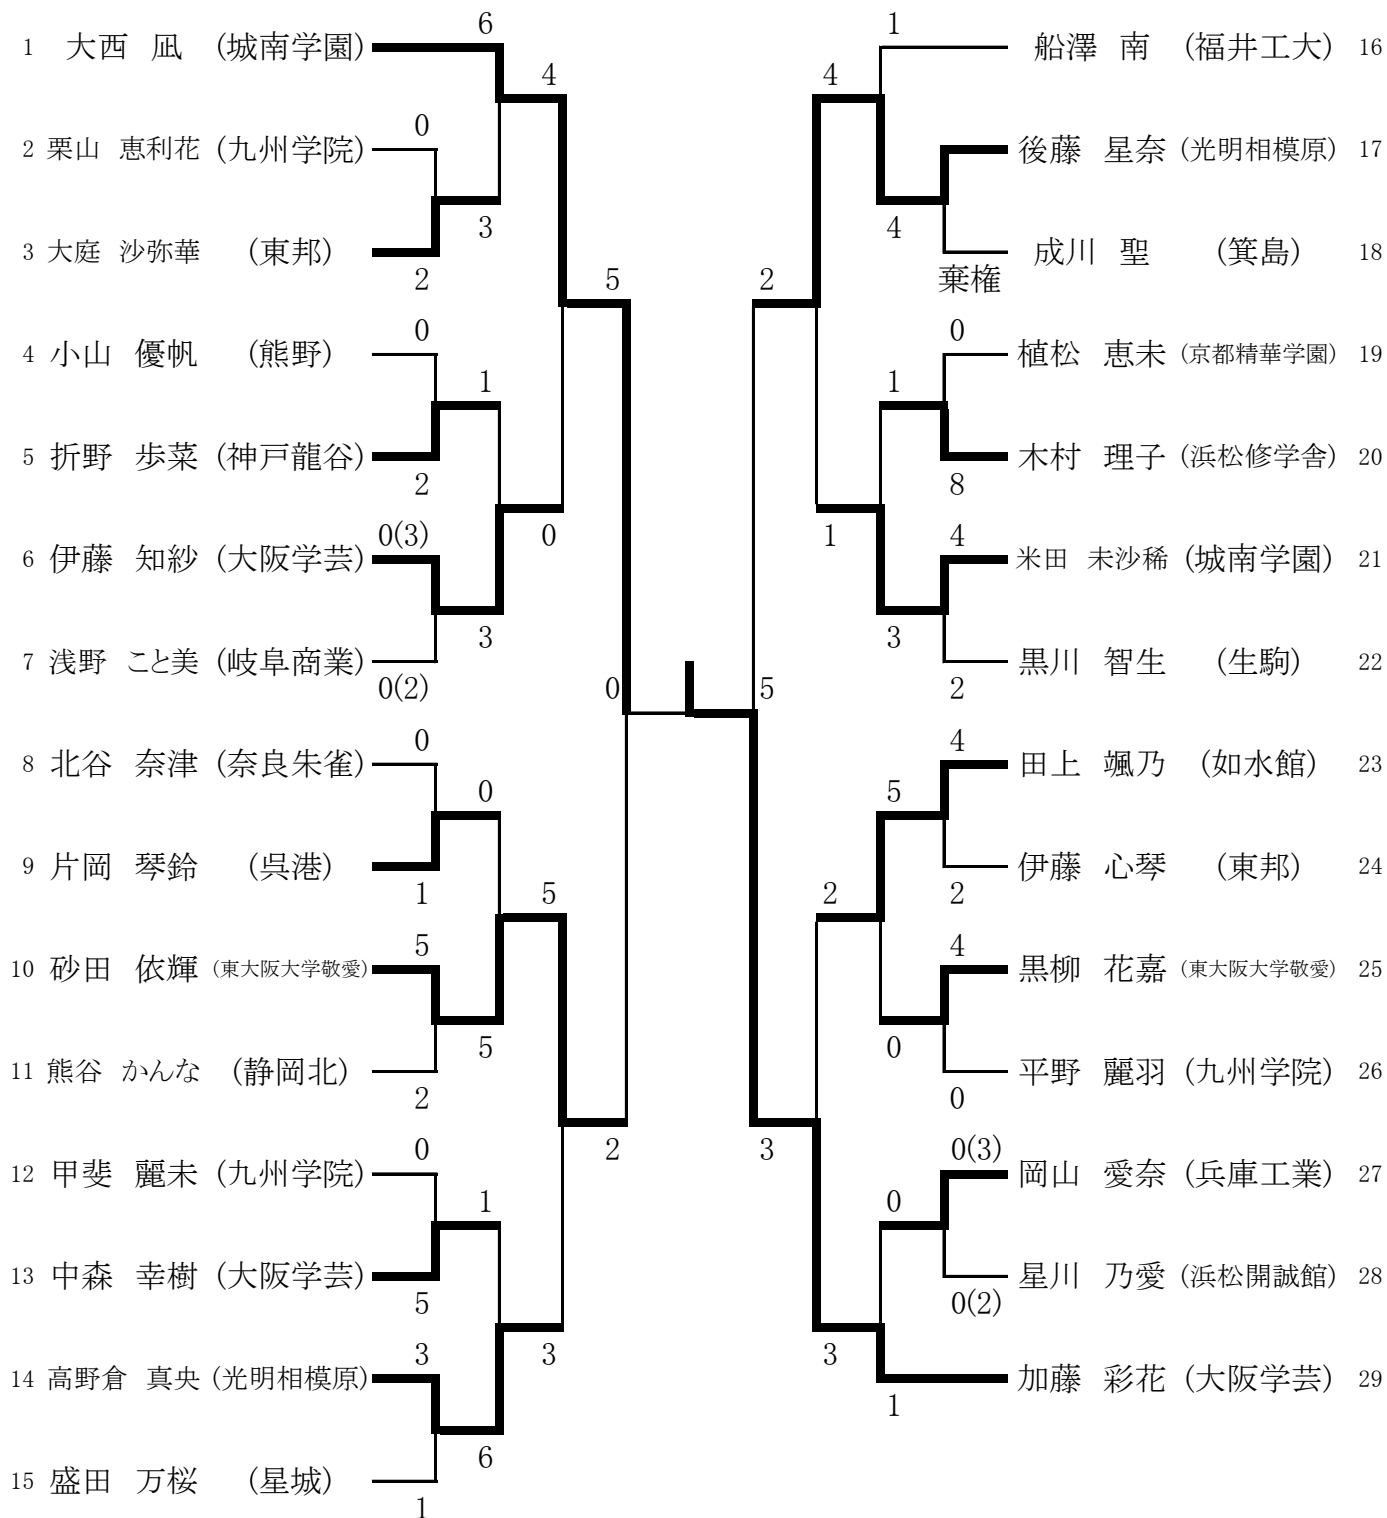 6
1
1 大西 凪 (城南学園)
船澤 南 (福井工大) 16
4
4
0
2 栗山 恵利花 (九州学院)
後藤 星奈 (光明相模原) 17
3
4
3 大庭 沙弥華 (東邦)
成川 聖 (箕島) 18
2
棄権
5
2
0
0
4 小山 優帆 (熊野)
植松 恵未 (京都精華学園) 19
1
1
5 折野 歩菜 (神戸龍谷)
木村 理子 (浜松修学舎) 20
2
8
0(3)
0
1
4
6 伊藤 知紗 (大阪学芸)
米田 未沙稀 (城南学園) 21
3
3
7 浅野 こと美 (岐阜商業)
黒川 智生 (生駒) 22
0(2)
0
5
2
0
4
8 北谷 奈津 (奈良朱雀)
田上 颯乃 (如水館) 23
0
5
9 片岡 琴鈴 (呉港)
伊藤 心琴 (東邦) 24
1
5
2
2
5
4
10 砂田 依輝 (東大阪大学敬愛)
黒柳 花嘉 (東大阪大学敬愛) 25
5
0
11 熊谷 かんな (静岡北)
平野 麗羽 (九州学院) 26
2
0
0
2
3
0(3)
12 甲斐 麗未 (九州学院)
岡山 愛奈 (兵庫工業) 27
1
0
13 中森 幸樹 (大阪学芸)
星川 乃愛 (浜松開誠館) 28
5
0(2)
3
3
3
14 高野倉 真央 (光明相模原)
加藤 彩花 (大阪学芸) 29
1
6
15 盛田 万桜 (星城)
1